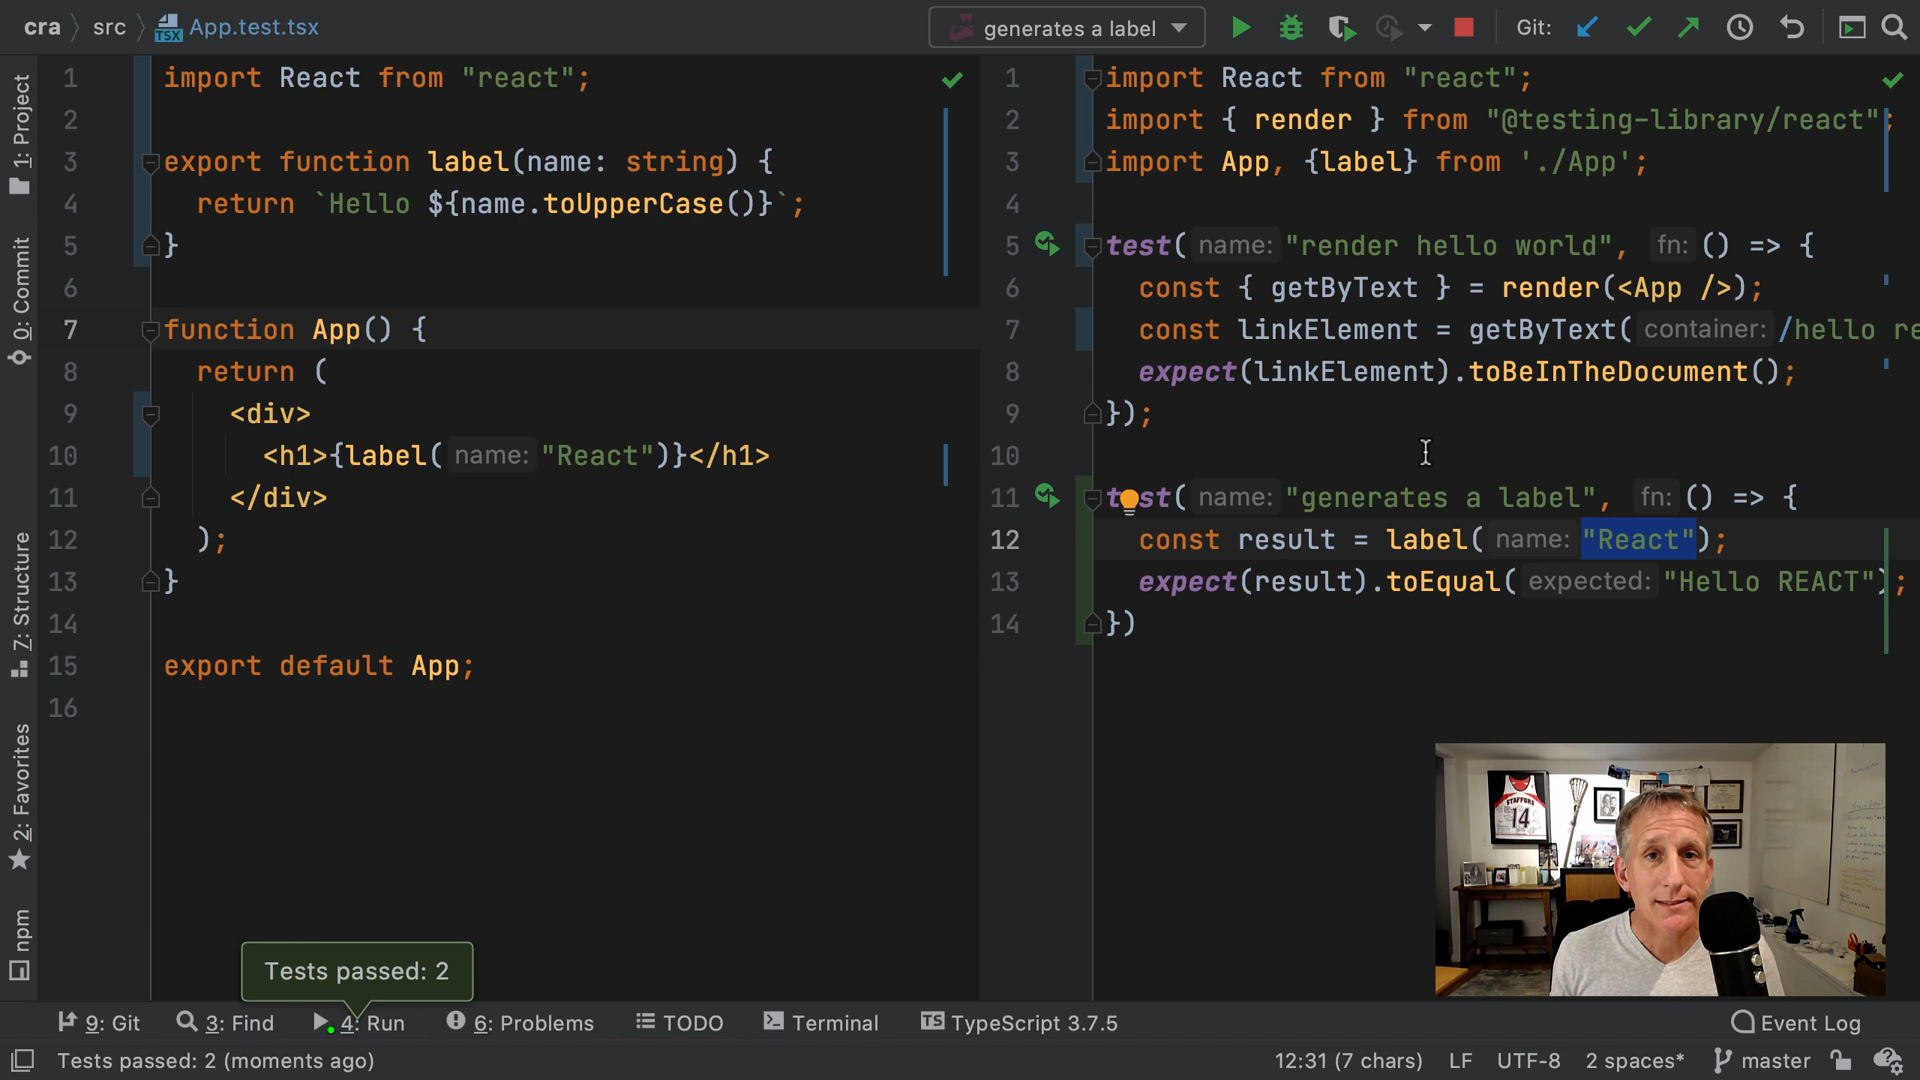 cra src App.test.tsx
generates a label
Git:
1: Project
0: Commit
7: Structure
2: Favorites
npm
1 import React from "react";
2
3 export function label(name: string) {
4 return `Hello ${name.toUpperCase()}`;
5 }
6
7 function App() {
8 return (
9 <div>
10 <h1>{label( name: "React")}</h1>
11 </div>
12 );
13 }
14
15 export default App;
16
1 import React from "react";
2 import { render } from "@testing-library/react";
3 import App, {label} from './App';
4
5 test( name: "render hello world", fn: () => {
6 const { getByText } = render(<App />);
7 const linkElement = getByText( container: /hello re
8 expect(linkElement).toBeInTheDocument();
9 });
10
11 test( name: "generates a label", fn: () => {
12 const result = label( name: "React");
13 expect(result).toEqual( expected: "Hello REACT");
14 })
STAFFORD
14
Tests passed: 2
9: Git 3: Find 4: Run 6: Problems TODO Terminal TS TypeScript 3.7.5 Event Log
Tests passed: 2 (moments ago) 12:31 (7 chars) LF UTF-8 2 spaces* master